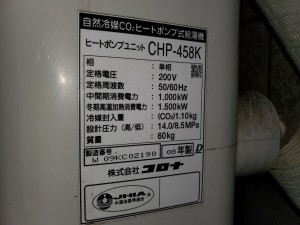 自然冷媒CO₂ヒートポンプ式給湯機
ヒートポンプユニット CHP-458K
相 : 単相
定格電圧 : 200V
定格周波数 : 50/60Hz
中間期消費電力 : 1.000kW
冬期高温加熱消費電力 : 1.500kW
冷媒封入量 : (CO₂)1.10kg
設計圧力(高/低) : 14.0/8.5MPa
質量 : 60kg
製造番号
W 09KC02190 08年製 D
株式会社 コロナ
JHIA